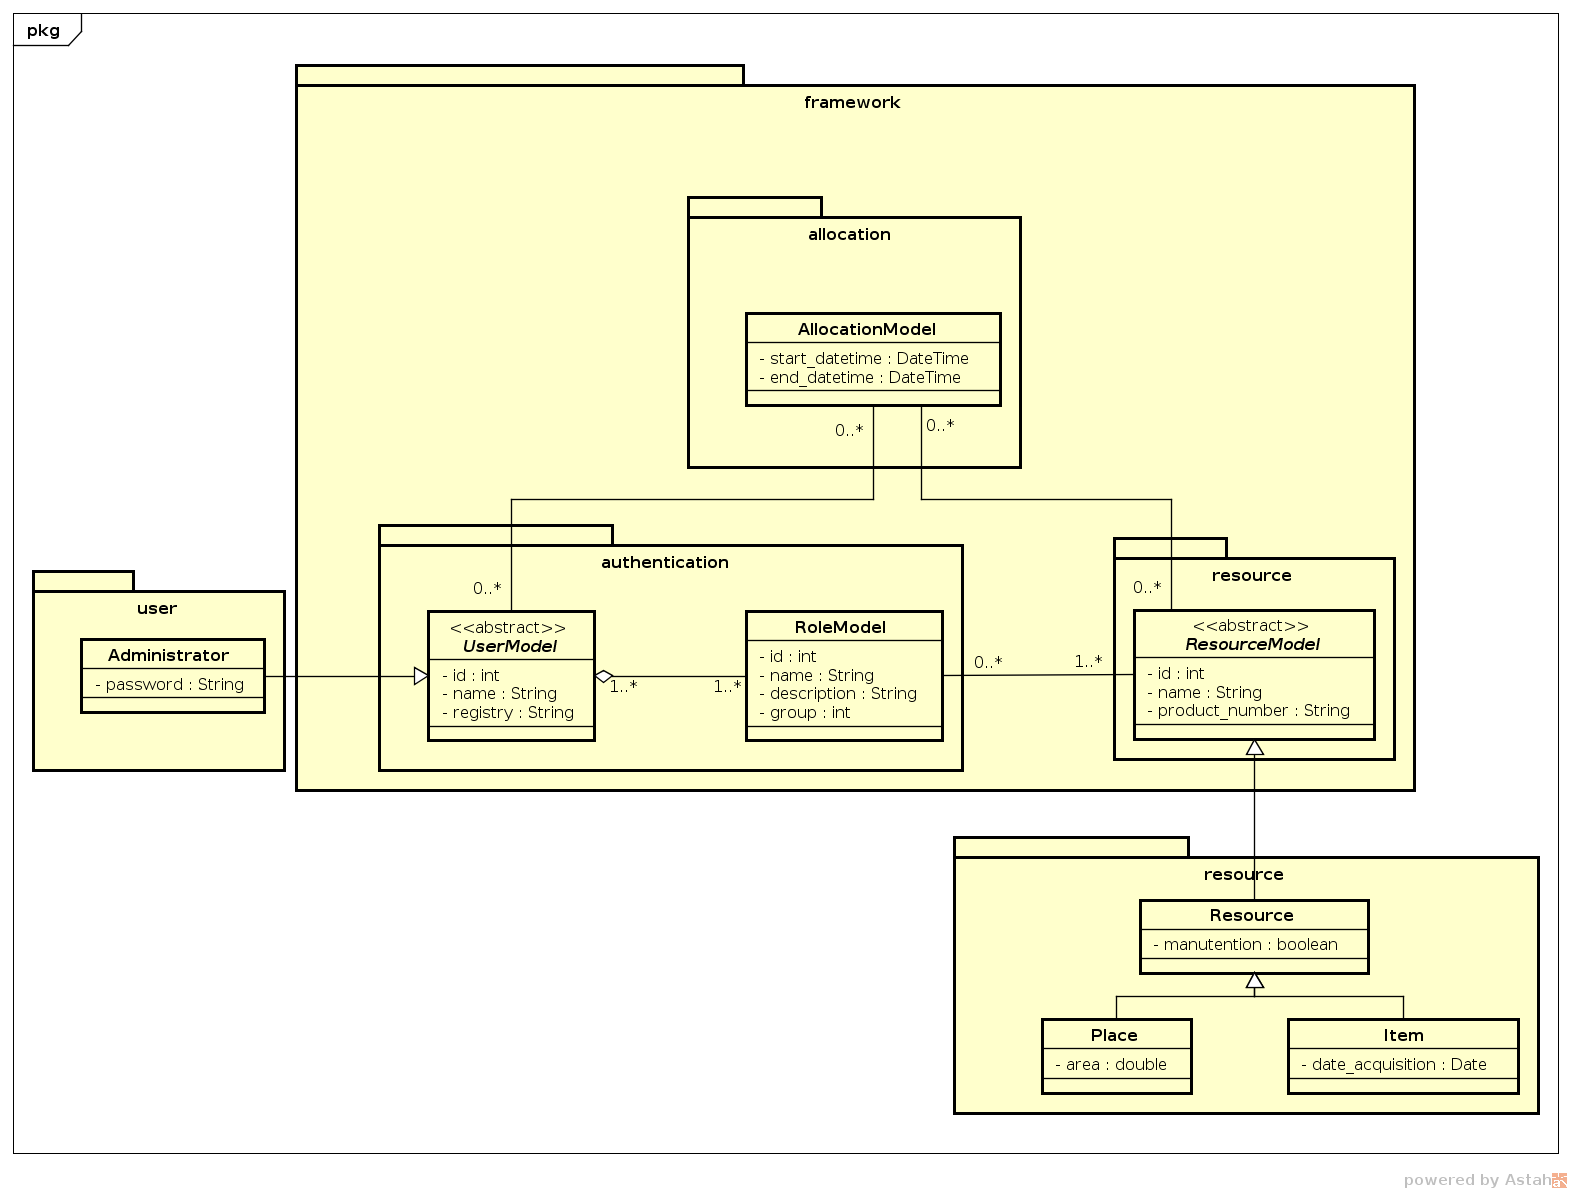 pkg
framework
allocation
AllocationModel
- start_datetime : DateTime
- end_datetime : DateTime
0..*
0..*
authentication
0..*
<<abstract>>
UserModel
- id : int
- name : String
- registry : String
1..*
1..*
RoleModel
- id : int
- name : String
- description : String
- group : int
0..*
1..*
resource
0..*
<<abstract>>
ResourceModel
- id : int
- name : String
- product_number : String
user
Administrator
- password : String
resource
Resource
- manutention : boolean
Place
- area : double
Item
- date_acquisition : Date
powered by Astah